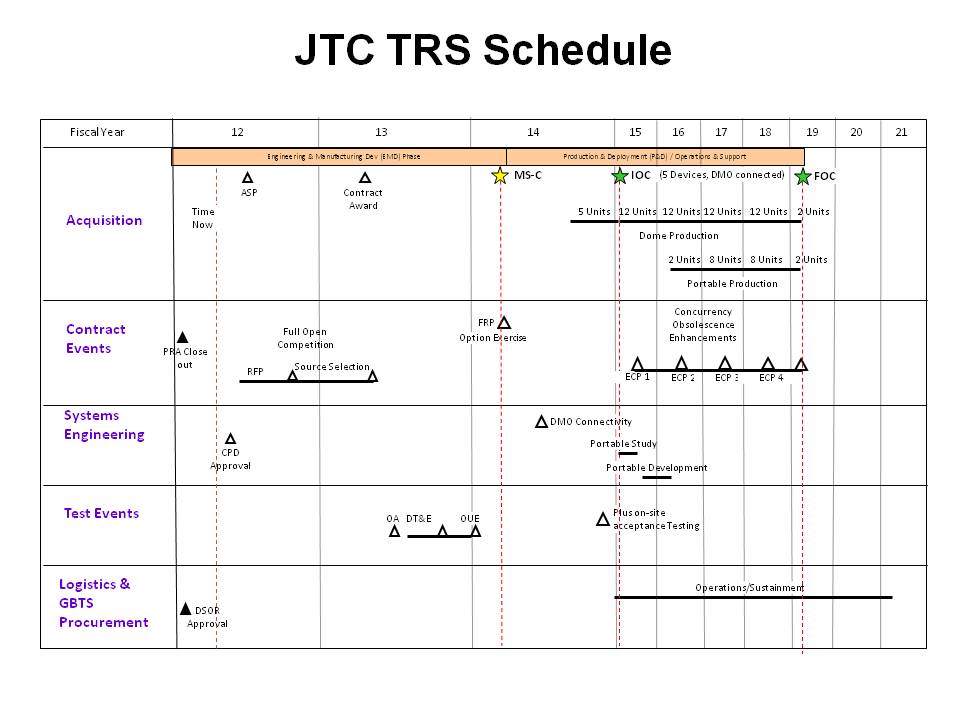 JTC TRS Schedule
Fiscal Year 12 13 14 15 16 17 18 19 20 21
Engineering & Manufacturing Dev (EMD) Phase
Production & Deployment (P&D) / Operations & Support
MS-C
IOC (5 Devices, DMO connected)
FOC
ASP
Contract
Award
Time
Now
Acquisition
5 Units 12 Units 12 Units 12 Units 12 Units 2 Units
Dome Production
2 Units 8 Units 8 Units 2 Units
Portable Production
Contract
Events
PRA Close
out
Full Open
Competition
RFP
Source Selection
FRP
Option Exercise
Concurrency
Obsolescence
Enhancements
ECP 1 ECP 2 ECP 3 ECP 4
Systems
Engineering
CPD
Approval
DMO Connectivity
Portable Study
Portable Development
Test Events
OA DT&E OUE
Plus on-site
acceptance Testing
Logistics &
GBTS
Procurement
DSOR
Approval
Operations/Sustainment